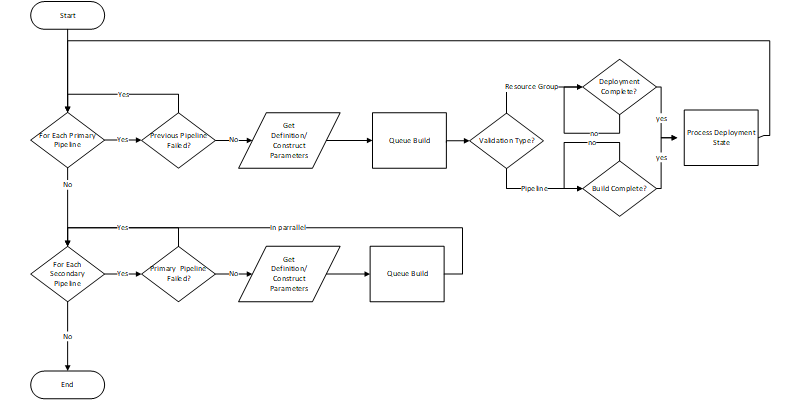 Start
Yes
Resource Group
Deployment
Complete?
For Each Primary
Pipeline
Yes
Previous Pipeline
Failed?
No
Get
Definition/
Construct
Parameters
Queue Build
Validation Type?
no
no
yes
yes
Process Deployment
State
Pipeline
Build Complete?
No
Yes
In parrallel
For Each
Secondary
Pipeline
Yes
Primary Pipeline
Failed?
No
Get
Definition/
Construct
Parameters
Queue Build
No
End